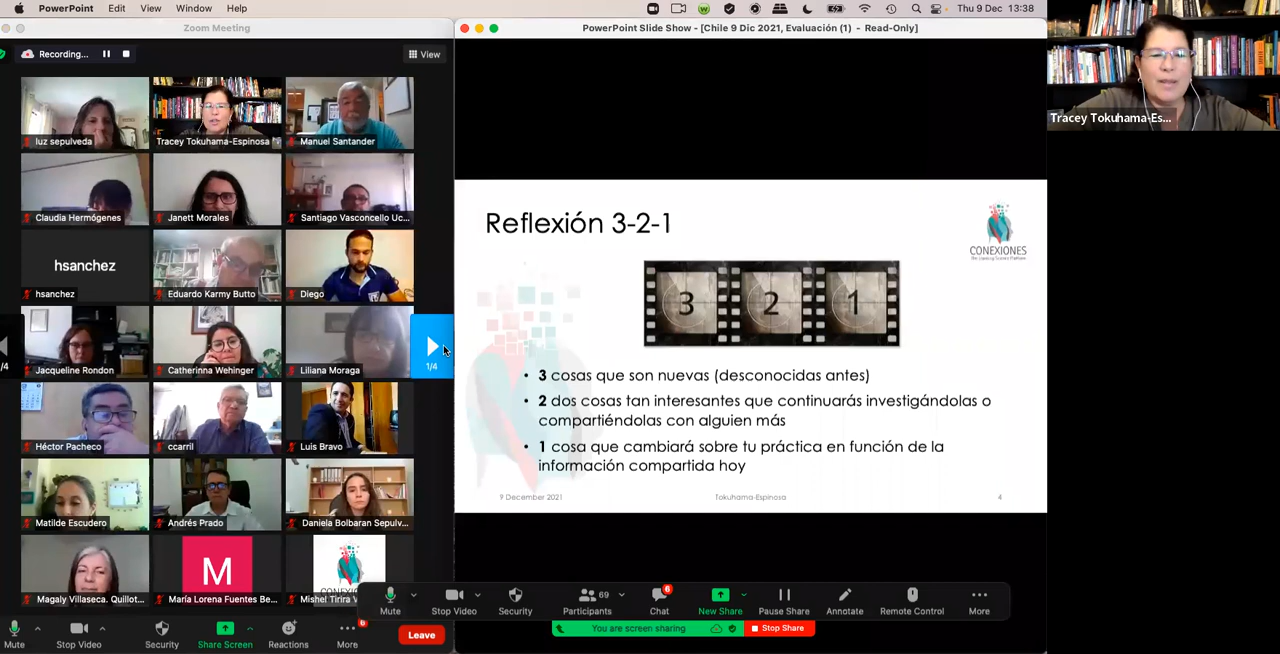 PowerPoint Edit View Window Help
Thu 9 Dec 13:38
Zoom Meeting
PowerPoint Slide Show - [Chile 9 Dic 2021, Evaluación (1) - Read-Only]
Recording...
View
luz sepulveda
Tracey Tokuhama-Espinosa
Manuel Santander
Tracey Tokuhama-Es...
Claudia Hermógenes
Janett Morales
Santiago Vasconcello Uc...
hsanchez
hsanchez
Eduardo Karmy Butto
Diego
Jacqueline Rondon
Catherinna Wehinger
Liliana Moraga
/4
1/4
Héctor Pacheco
ccarril
Luis Bravo
Matilde Escudero
Andrés Prado
Daniela Bolbaran Sepulv...
Magaly Villaseca. Quillot...
M
María Lorena Fuentes Be...
CONEXIONES
Mishel Tirira V
Reflexión 3-2-1
CONEXIONES
The Learning Sciences Platform
3 2 1
• 3 cosas que son nuevas (desconocidas antes)
• 2 dos cosas tan interesantes que continuarás investigándolas o
compartiéndolas con alguien más
• 1 cosa que cambiará sobre tu práctica en función de la
información compartida hoy
9 December 2021
Tokuhama-Espinosa
4
Mute
Stop Video
Security
69
Participants
6
Chat
New Share
Pause Share
Annotate
Remote Control
More
You are screen sharing
Stop Share
Mute
Stop Video
Security
Share Screen
Reactions
6
More
Leave